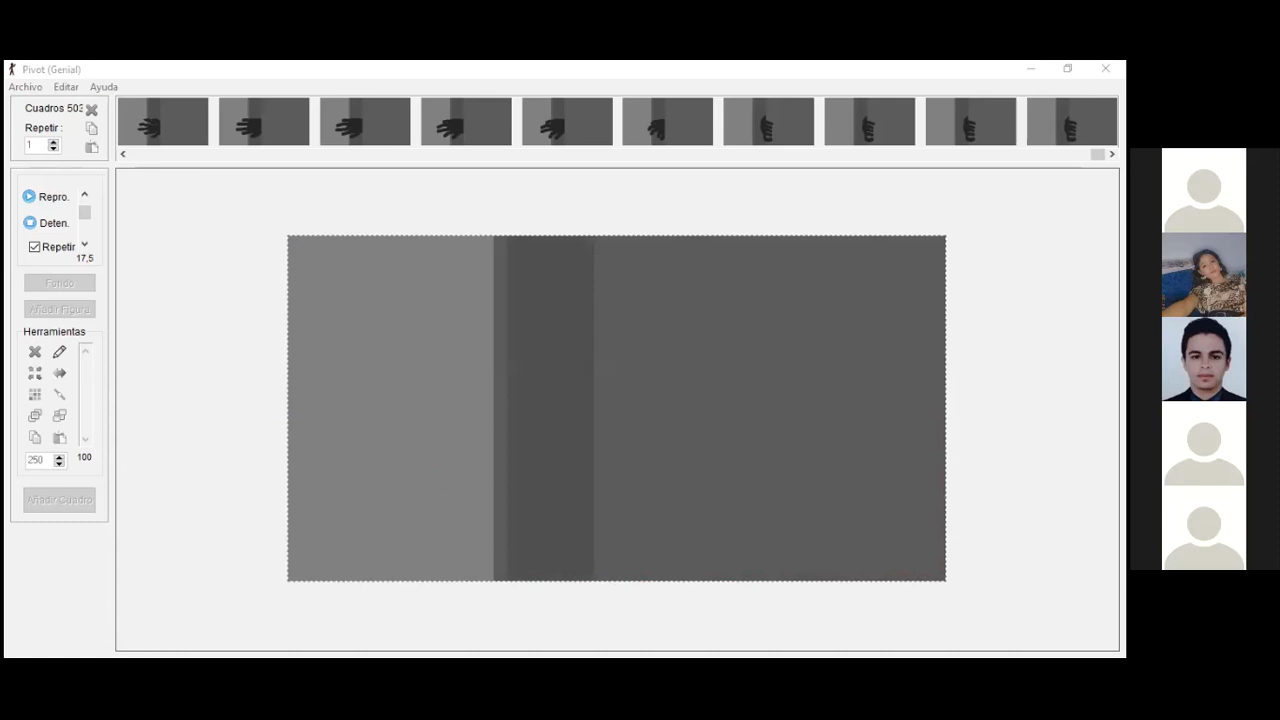 Pivot (Genial)
Archivo Editar Ayuda
Cuadros 503
Repetir :
1
Repro.
Deten.
Repetir
17,5
Fondo
Añadir Figura
Herramientas
250
100
Añadir Cuadro